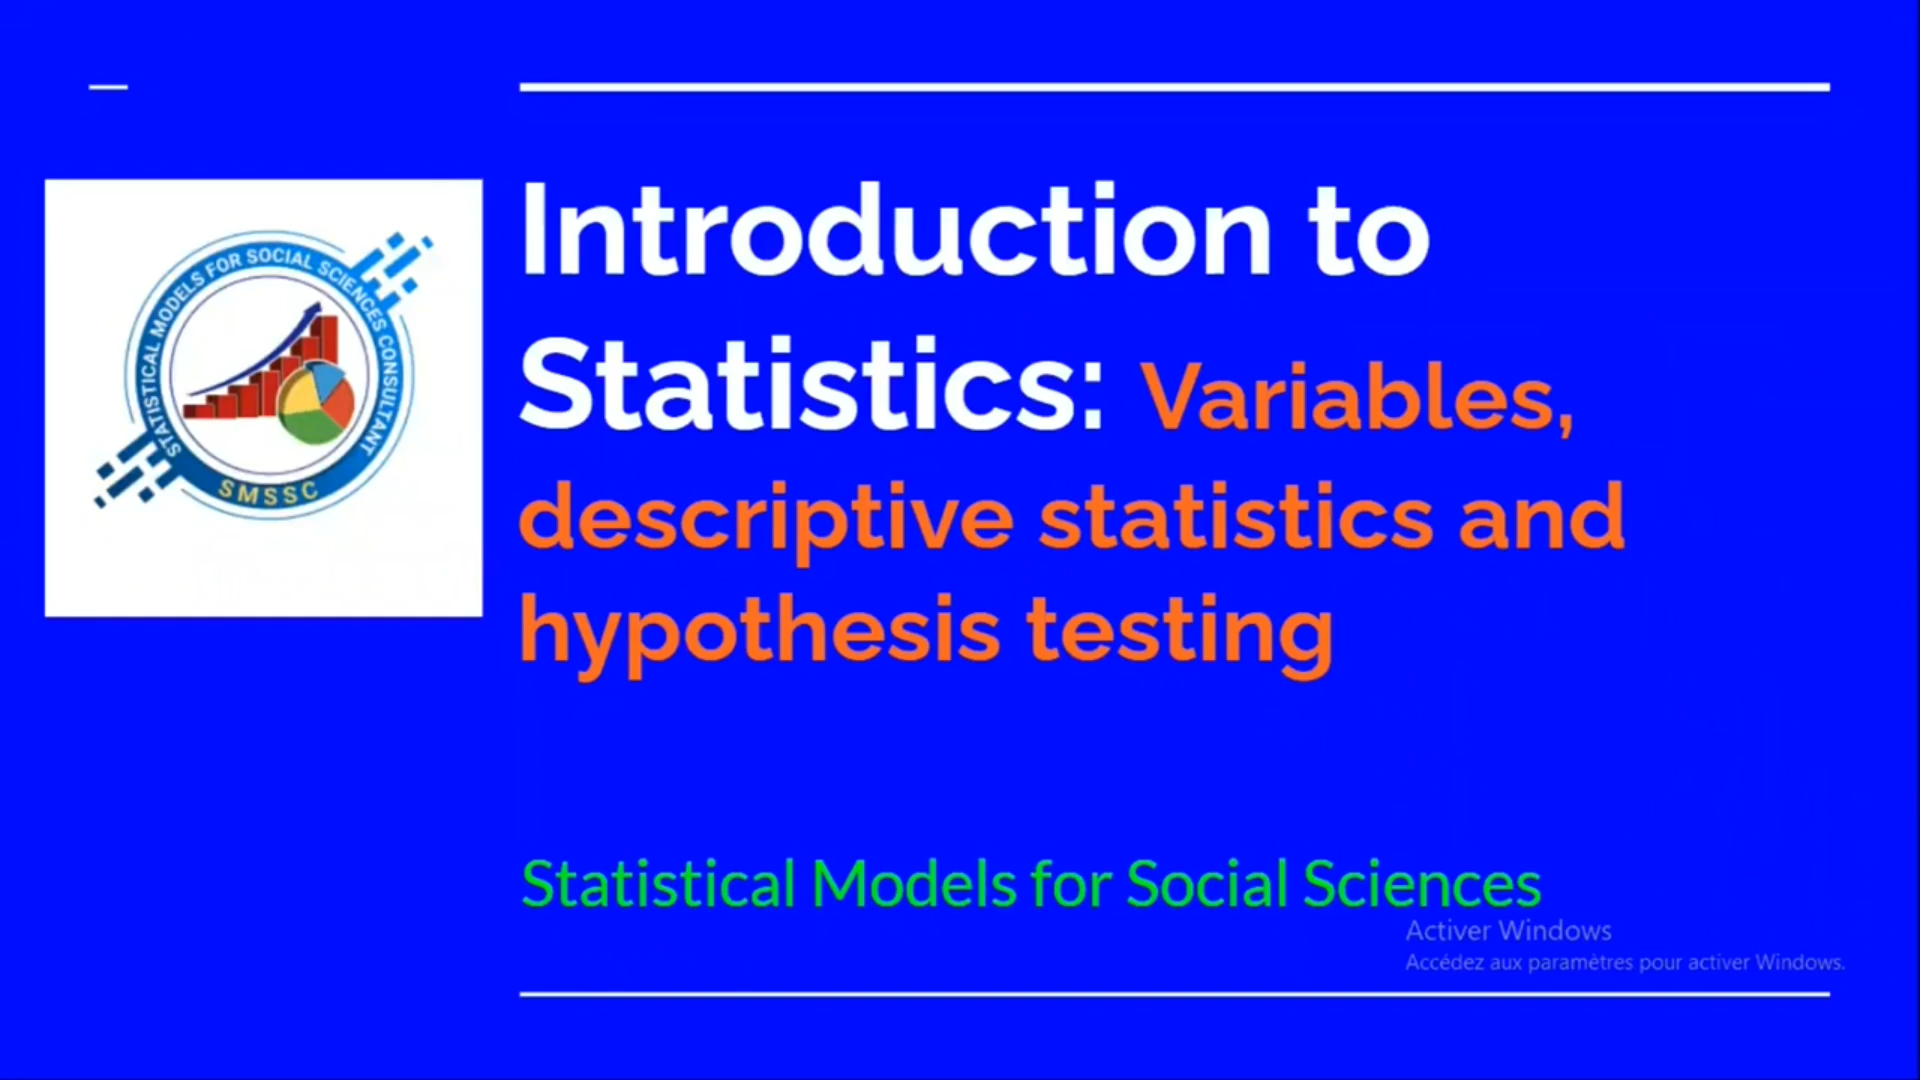 STATISTICAL MODELS FOR SOCIAL SCIENCES CONSULTANT
SMSSC
Introduction to
Statistics: Variables,
descriptive statistics and
hypothesis testing
Statistical Models for Social Sciences
Activer Windows
Accédez aux paramètres pour activer Windows.